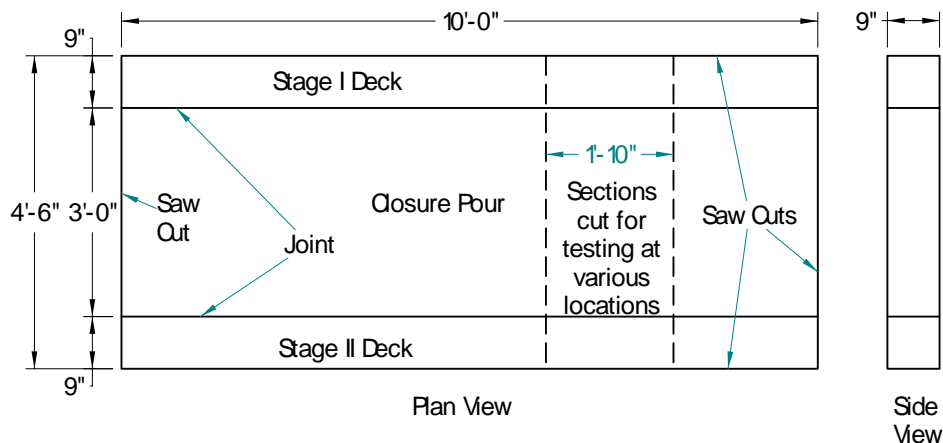 10'-0"
9"
9"
Stage I Deck
1'-10"
4'-6"
3'-0"
Saw
Cut
Closure Pour
Sections
cut for
testing at
various
locations
Saw Cuts
Joint
Stage II Deck
9"
Plan View
Side
View